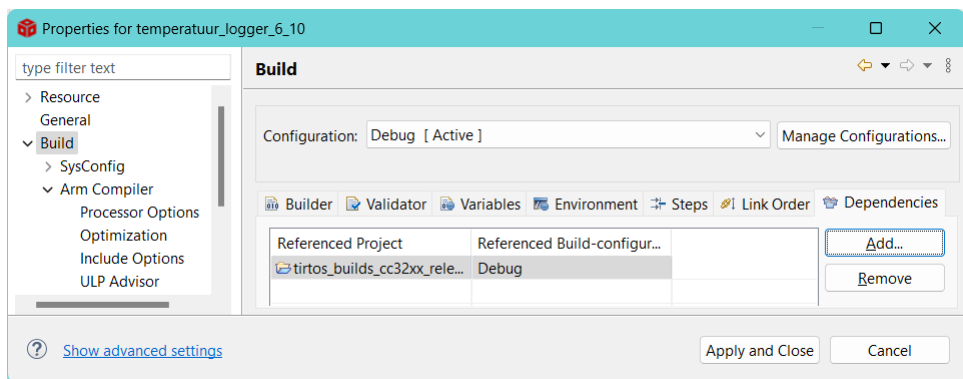 Properties for temperatuur_logger_6_10
type filter text
Resource
General
Build
SysConfig
Arm Compiler
Processor Options
Optimization
Include Options
ULP Advisor
Build
Configuration: Debug [ Active ] Manage Configurations...
Builder Validator Variables Environment Steps Link Order Dependencies
Referenced Project Referenced Build-configur...
tirtos_builds_cc32xx_rele... Debug
Add...
Remove
Show advanced settings
Apply and Close Cancel